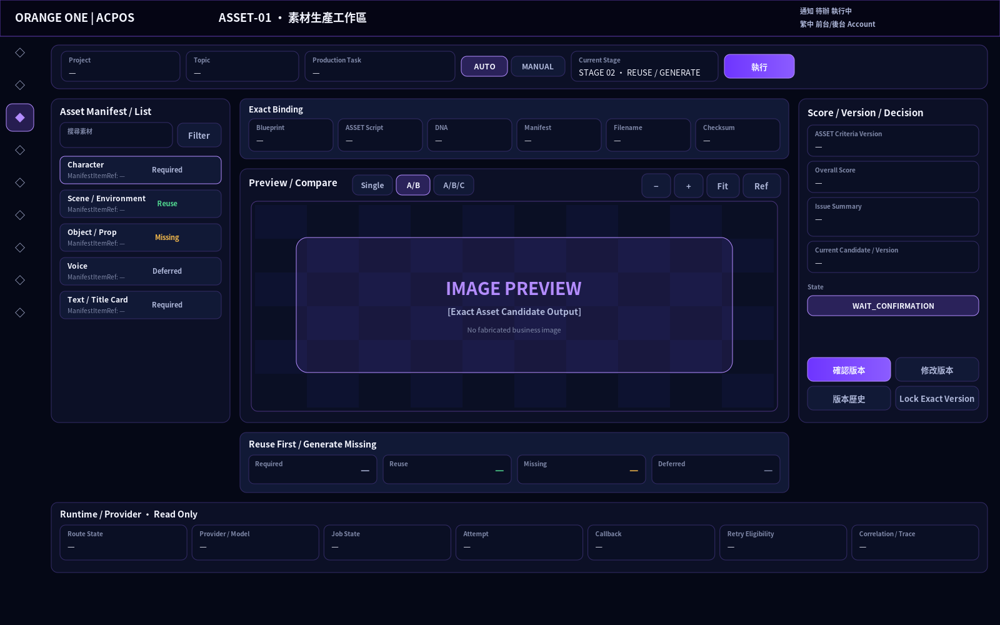 ORANGE ONE | ACPOS
ASSET-01 • 素材生產工作區
通知 待辦 執行中
繁中 前台/後台 Account
Project
—
Topic
—
Production Task
—
AUTO
MANUAL
Current Stage
STAGE 02 • REUSE / GENERATE
執行
Asset Manifest / List
搜尋素材
Filter
Character
ManifestItemRef: —
Required
Scene / Environment
ManifestItemRef: —
Reuse
Object / Prop
ManifestItemRef: —
Missing
Voice
ManifestItemRef: —
Deferred
Text / Title Card
ManifestItemRef: —
Required
Exact Binding
Blueprint
—
ASSET Script
—
DNA
—
Manifest
—
Filename
—
Checksum
—
Preview / Compare
Single
A/B
A/B/C
−
+
Fit
Ref
IMAGE PREVIEW
[Exact Asset Candidate Output]
No fabricated business image
Score / Version / Decision
ASSET Criteria Version
—
Overall Score
—
Issue Summary
—
Current Candidate / Version
—
State
WAIT_CONFIRMATION
確認版本
修改版本
版本歷史
Lock Exact Version
Reuse First / Generate Missing
Required
—
Reuse
—
Missing
—
Deferred
—
Runtime / Provider • Read Only
Route State
—
Provider / Model
—
Job State
—
Attempt
—
Callback
—
Retry Eligibility
—
Correlation / Trace
—